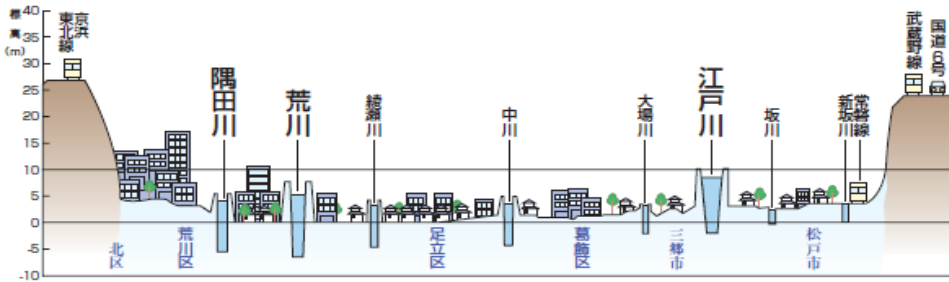 標高(m)
40
35
30
25
20
15
10
5
0
-5
-10
京浜東北線
隅田川
荒川
綾瀬川
中川
大場川
江戸川
坂川
新坂川
常磐線
武蔵野線
国道6号
北区
荒川区
足立区
葛飾区
三郷市
松戸市